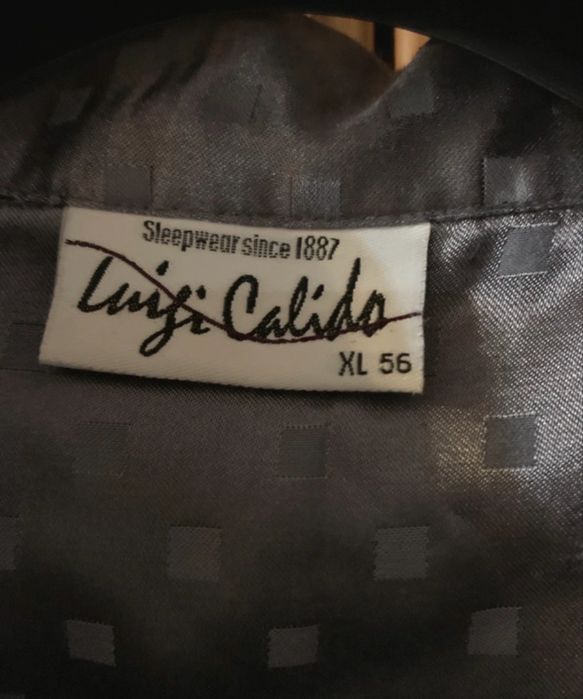 Sleepwear since 1887
Luigi Calido
XL 56